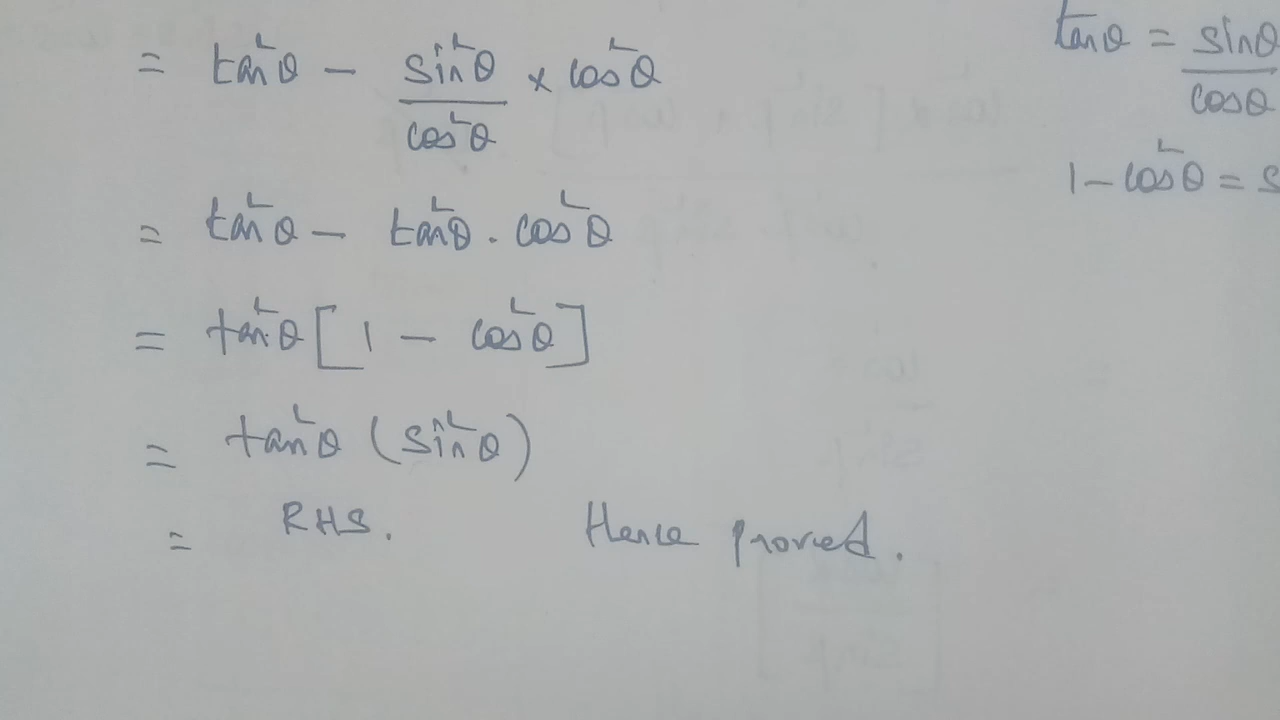 = tan²θ − sin²θ/cos²θ × cos²θ
= tan²θ − tan²θ . cos²θ
= tan²θ [1 − cos²θ]
= tan²θ (sin²θ)
= RHS. Hence proved.
tanθ = sinθ/cosθ
1 − cos²θ = s